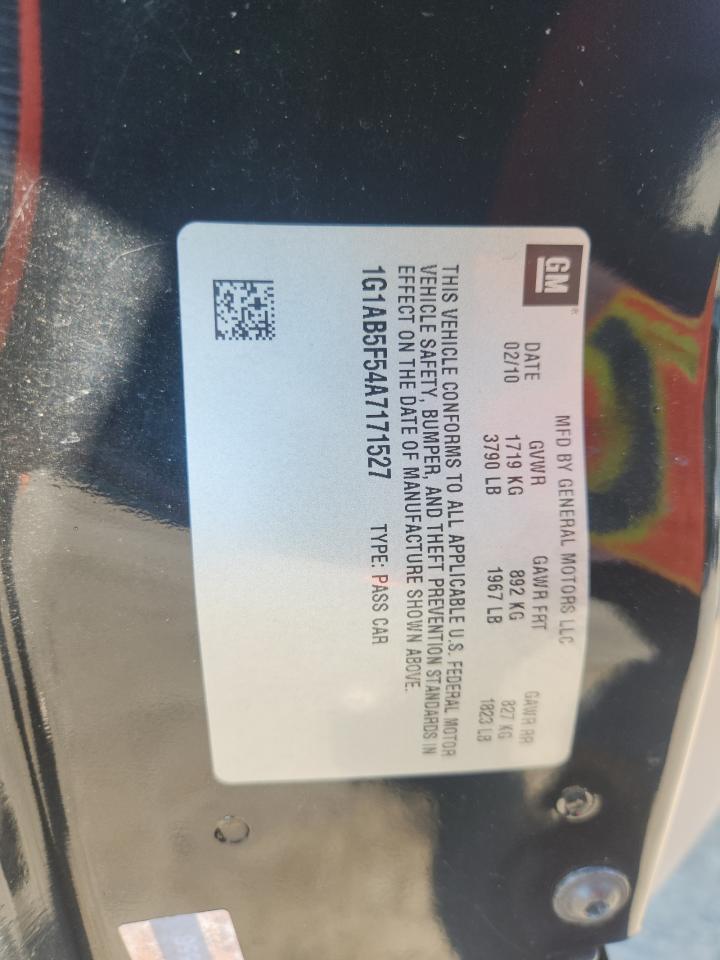 GM®
MFD BY GENERAL MOTORS LLC
DATE GVWR GAWR FRT GAWR RR
02/10 1719 KG 892 KG 827 KG
3790 LB 1967 LB 1823 LB
THIS VEHICLE CONFORMS TO ALL APPLICABLE U.S. FEDERAL MOTOR
VEHICLE SAFETY, BUMPER, AND THEFT PREVENTION STANDARDS IN
EFFECT ON THE DATE OF MANUFACTURE SHOWN ABOVE.
1G1AB5F54A7171527 TYPE: PASS CAR